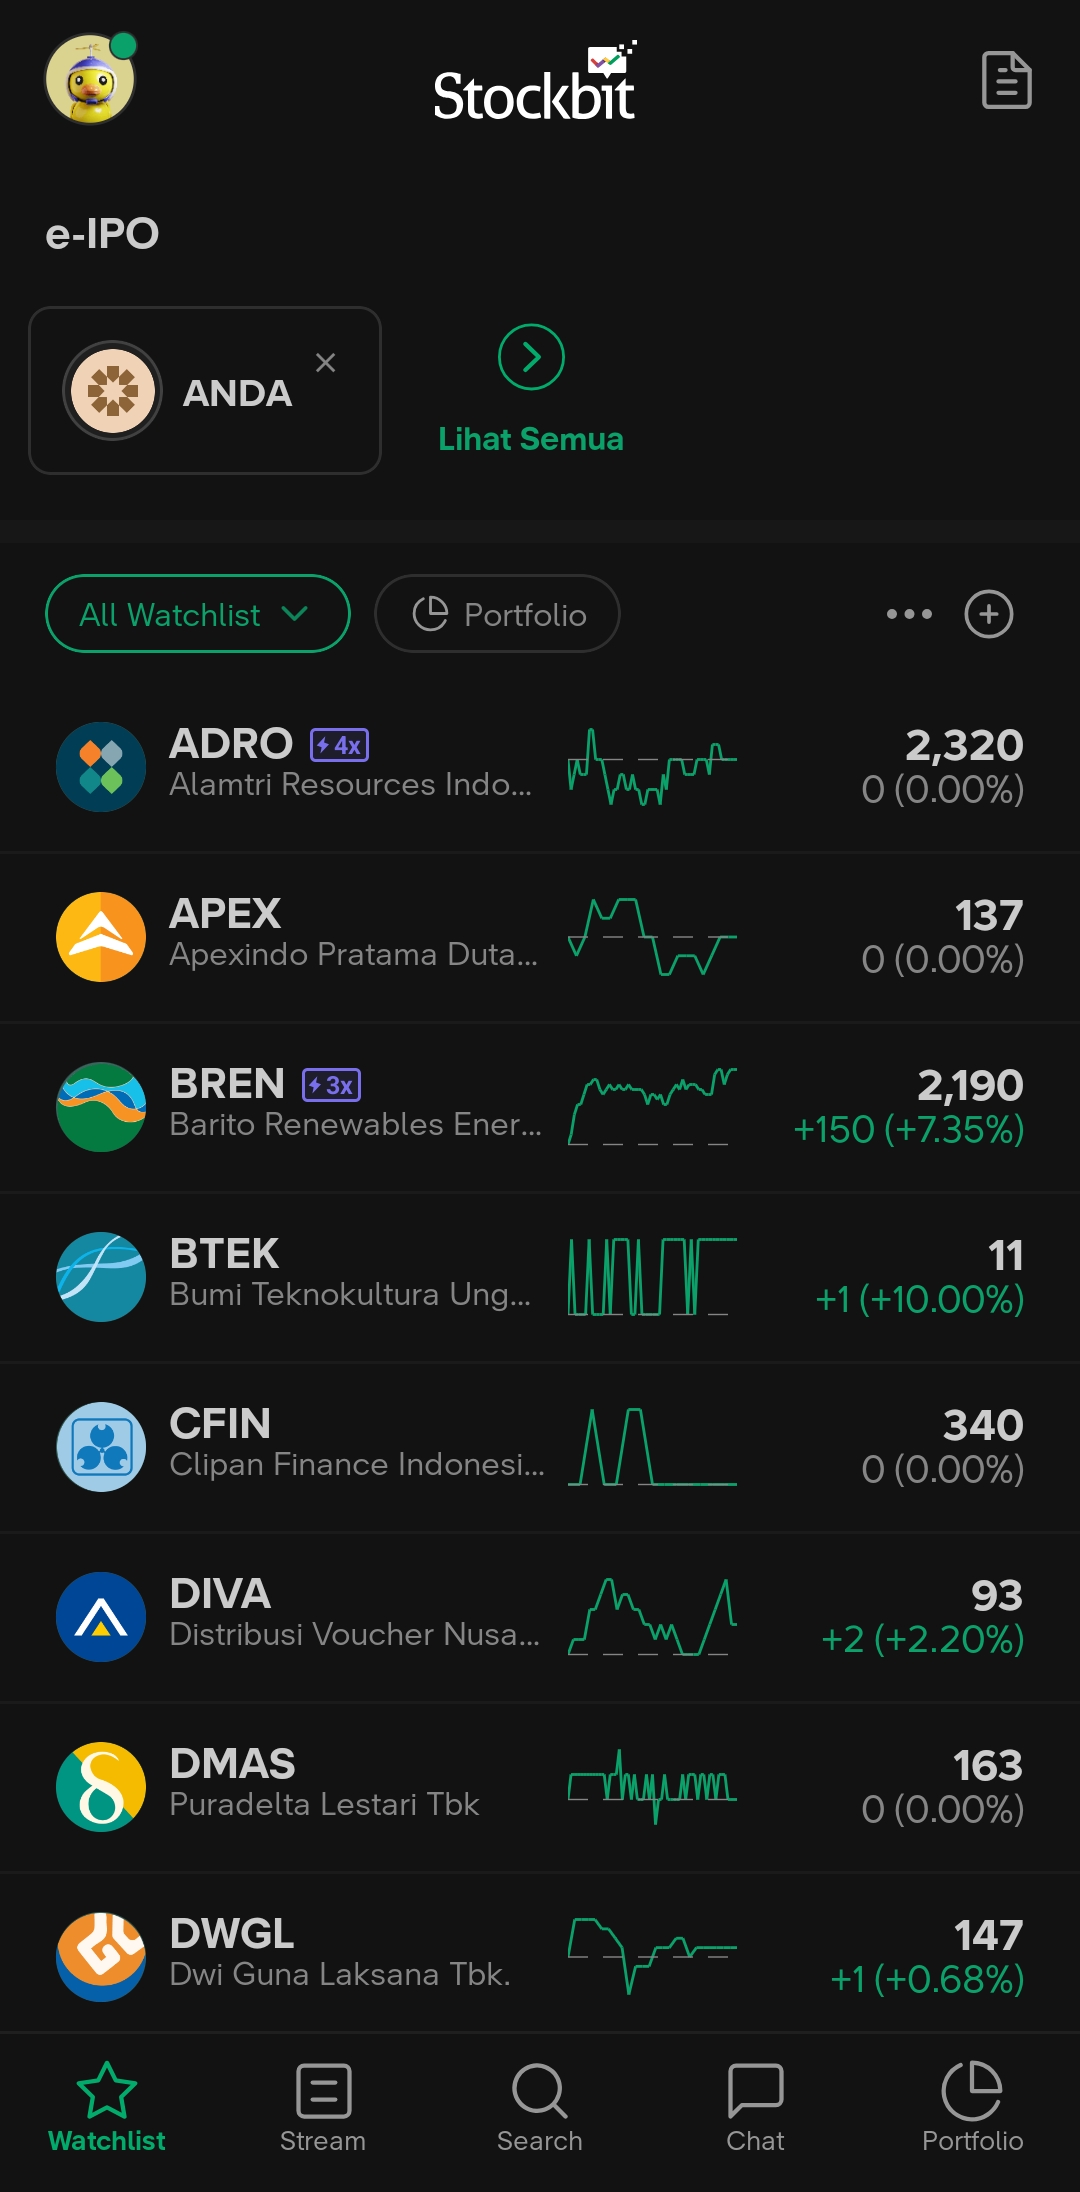 Stockbit
e-IPO
ANDA
Lihat Semua
All Watchlist
Portfolio
ADRO 4x
2,320
Alamtri Resources Indo...
0 (0.00%)
APEX
137
Apexindo Pratama Duta...
0 (0.00%)
BREN 3x
2,190
Barito Renewables Ener...
+150 (+7.35%)
BTEK
11
Bumi Teknokultura Ung...
+1 (+10.00%)
CFIN
340
Clipan Finance Indonesi...
0 (0.00%)
DIVA
93
Distribusi Voucher Nusa...
+2 (+2.20%)
DMAS
163
Puradelta Lestari Tbk
0 (0.00%)
DWGL
147
Dwi Guna Laksana Tbk.
+1 (+0.68%)
Watchlist
Stream
Search
Chat
Portfolio